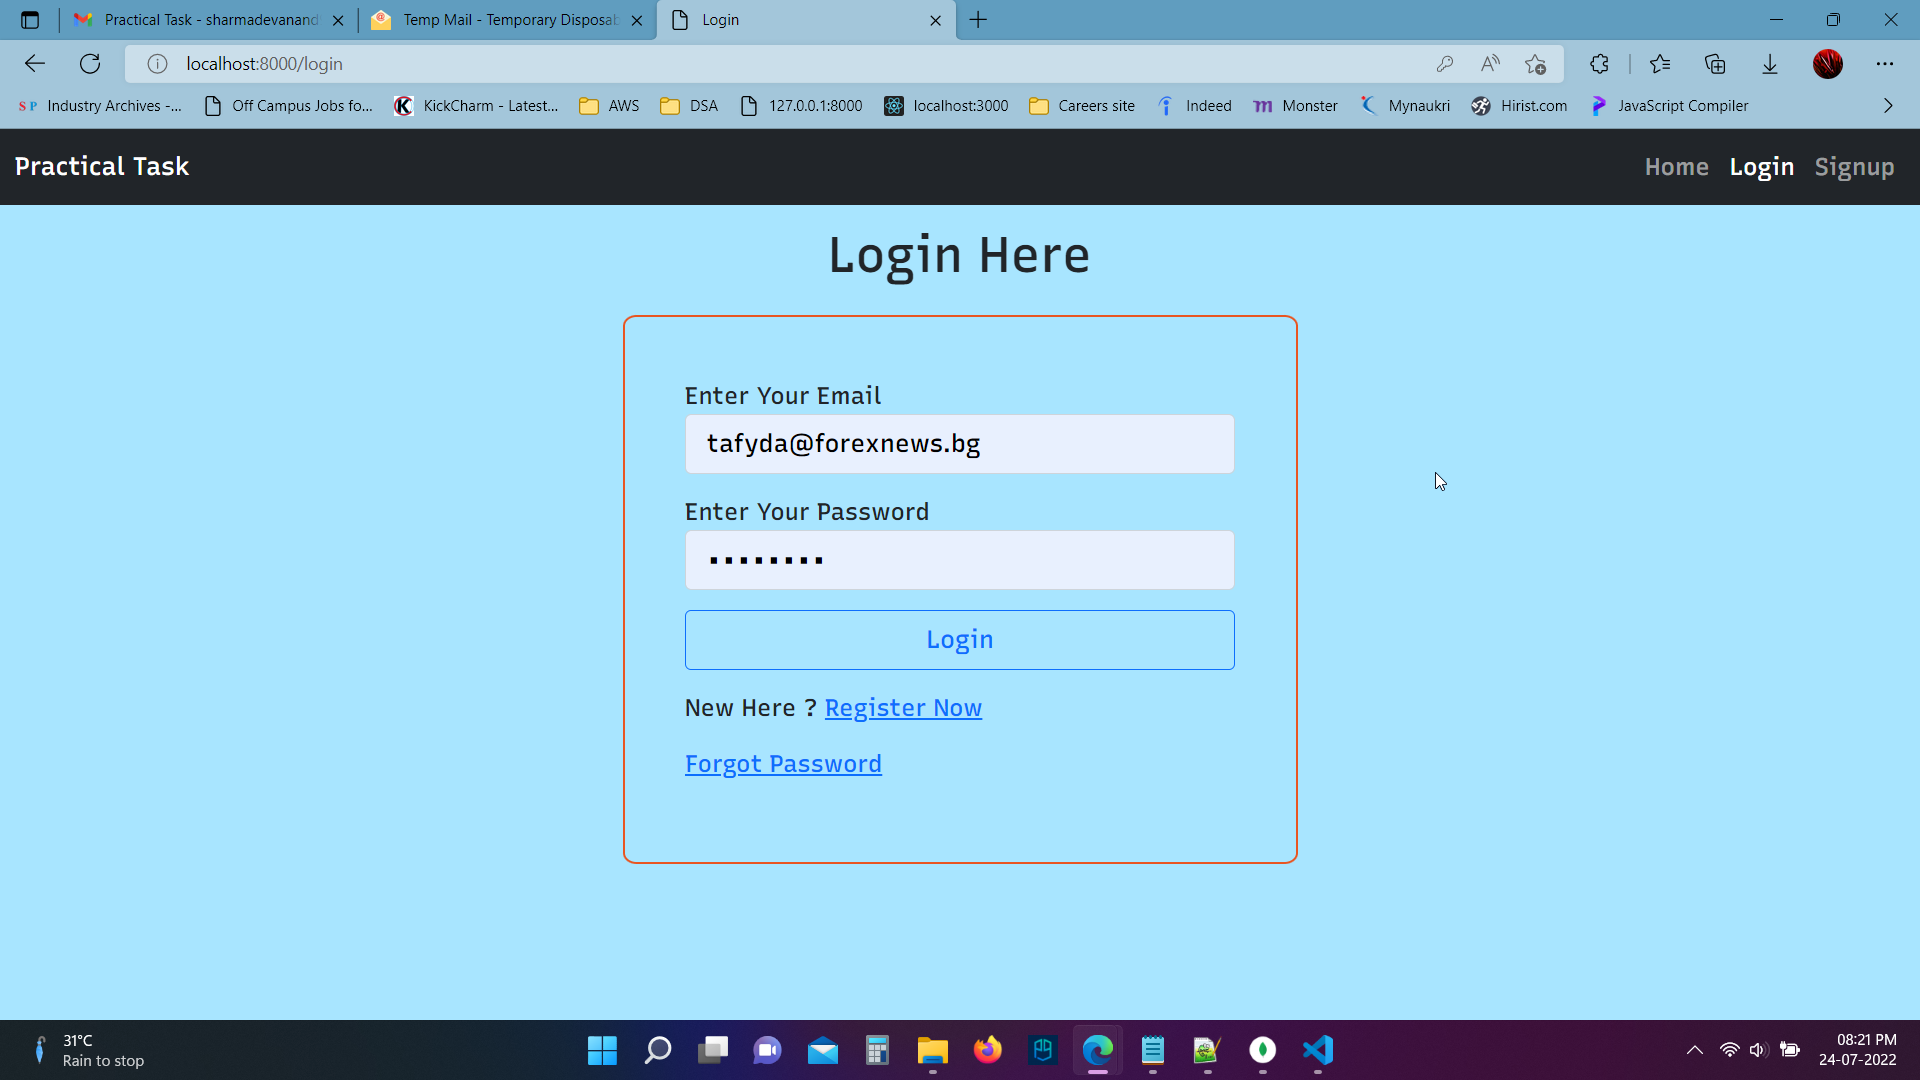 Practical Task - sharmadevanand
Temp Mail - Temporary Disposab
Login
localhost:8000/login
SP Industry Archives -...
Off Campus Jobs fo...
K KickCharm - Latest...
AWS
DSA
127.0.0.1:8000
localhost:3000
Careers site
Indeed
m Monster
Mynaukri
Hirist.com
JavaScript Compiler
Practical Task
Home
Login
Signup
Login Here
Enter Your Email
tafyda@forexnews.bg
Enter Your Password
Login
New Here ? Register Now
Forgot Password
31°C
Rain to stop
08:21 PM
24-07-2022